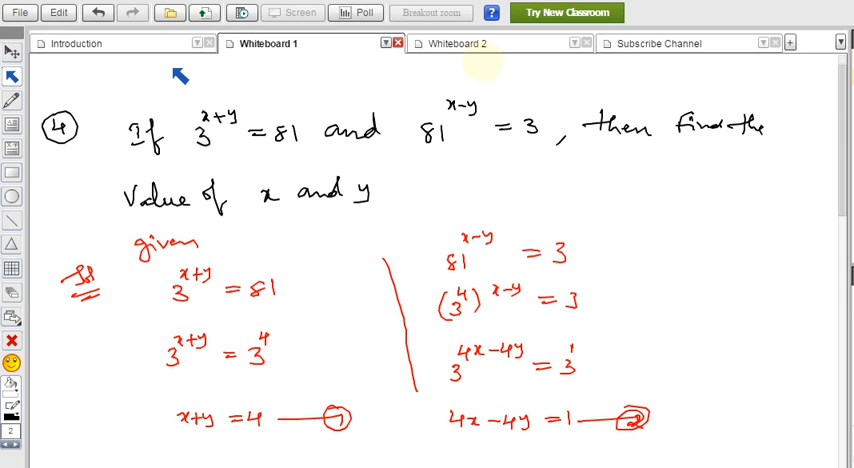 File Edit Screen Poll Breakout room ? Try New Classroom
Introduction Whiteboard 1 Whiteboard 2 Subscribe Channel +
④ If 3^{x+y} = 81 and 81^{x-y} = 3, then find the
value of x and y
given
Sol
3^{x+y} = 81
3^{x+y} = 3^4
x+y = 4 —— ①
81^{x-y} = 3
(3^4)^{x-y} = 3
3^{4x-4y} = 3^1
4x-4y = 1 —— ②
2